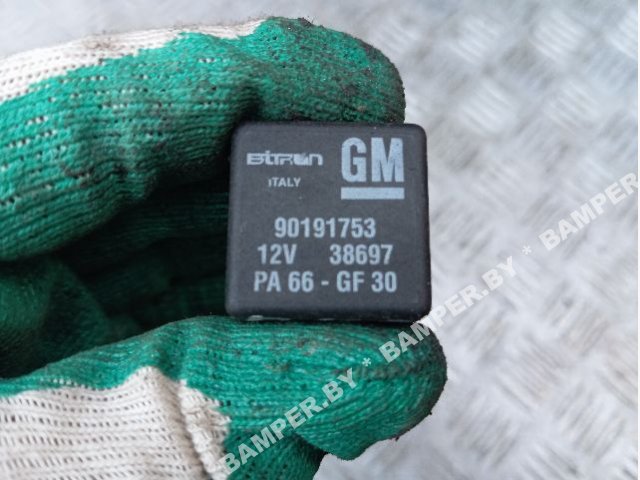 BiTRON GM
ITALY
90191753
12V 38697
PA 66 - GF 30
BAMPER.BY * BAMPER.BY * BAMPER